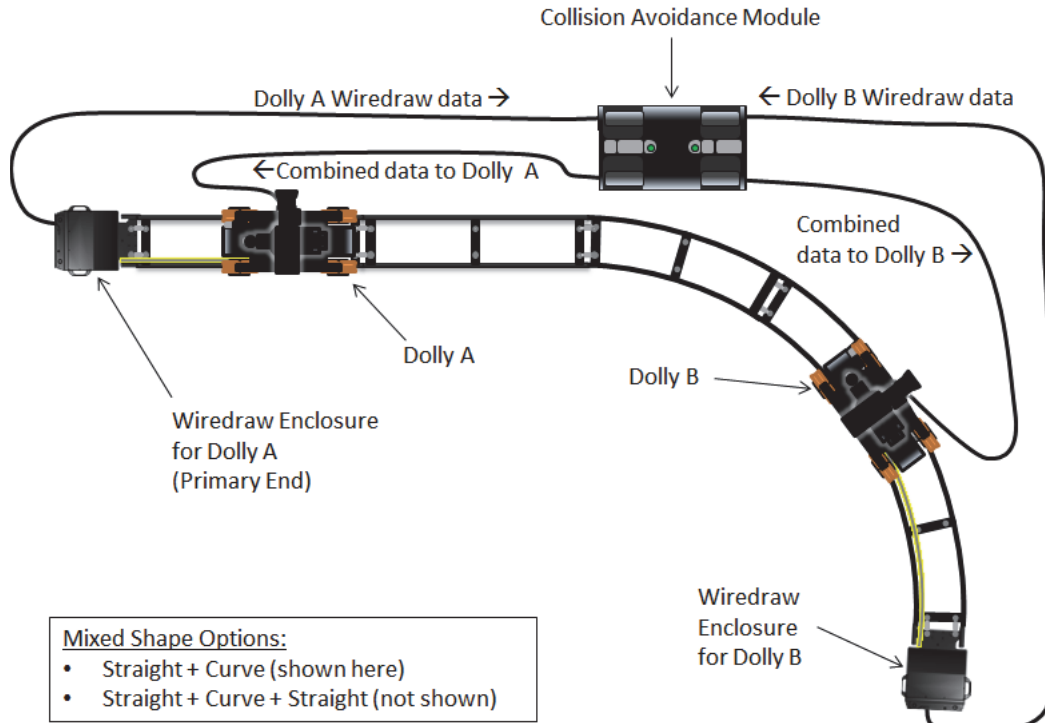 Collision Avoidance Module
Dolly A Wiredraw data →
← Dolly B Wiredraw data
←Combined data to Dolly A
Combined
data to Dolly B →
Dolly A
Dolly B
Wiredraw Enclosure
for Dolly A
(Primary End)
Wiredraw
Enclosure
for Dolly B
Mixed Shape Options:
• Straight + Curve (shown here)
• Straight + Curve + Straight (not shown)